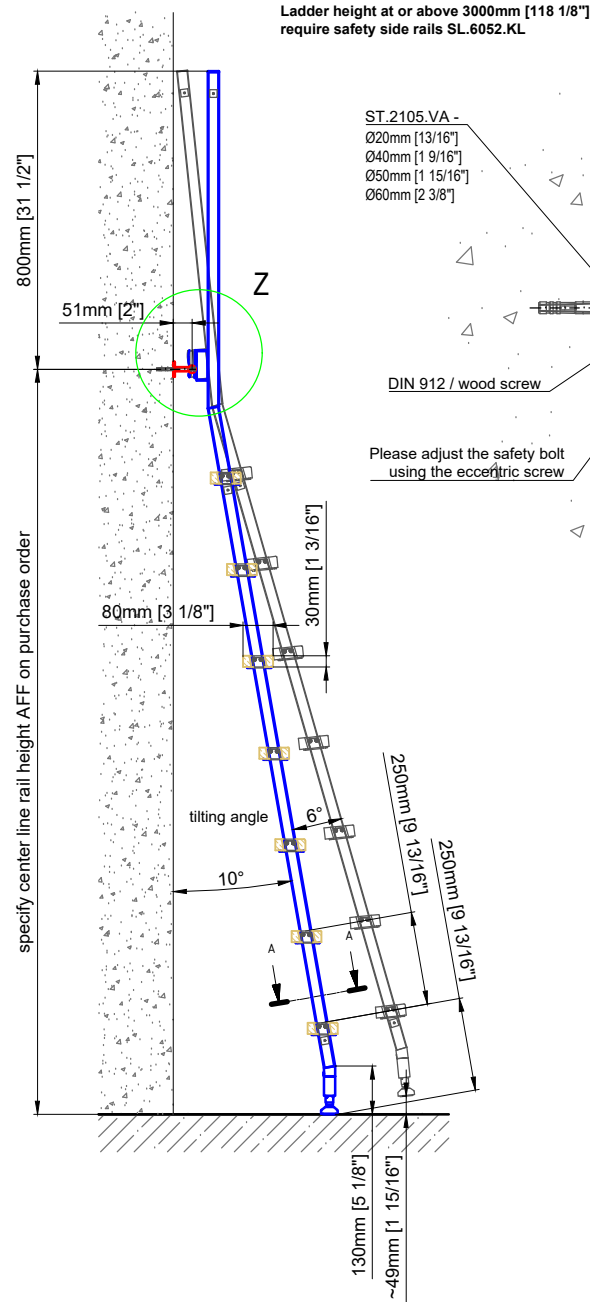 Ladder height at or above 3000mm [118 1/8"]
require safety side rails SL.6052.KL
ST.2105.VA -
Ø20mm [13/16"]
Ø40mm [1 9/16"]
Ø50mm [1 15/16"]
Ø60mm [2 3/8"]
800mm [31 1/2"]
Z
51mm [2"]
DIN 912 / wood screw
Please adjust the safety bolt
using the eccentric screw
30mm [1 3/16"]
80mm [3 1/8"]
specify center line rail height AFF on purchase order
tilting angle
6°
10°
250mm [9 13/16"]
250mm [9 13/16"]
A
A
130mm [5 1/8"]
~49mm [1 15/16"]